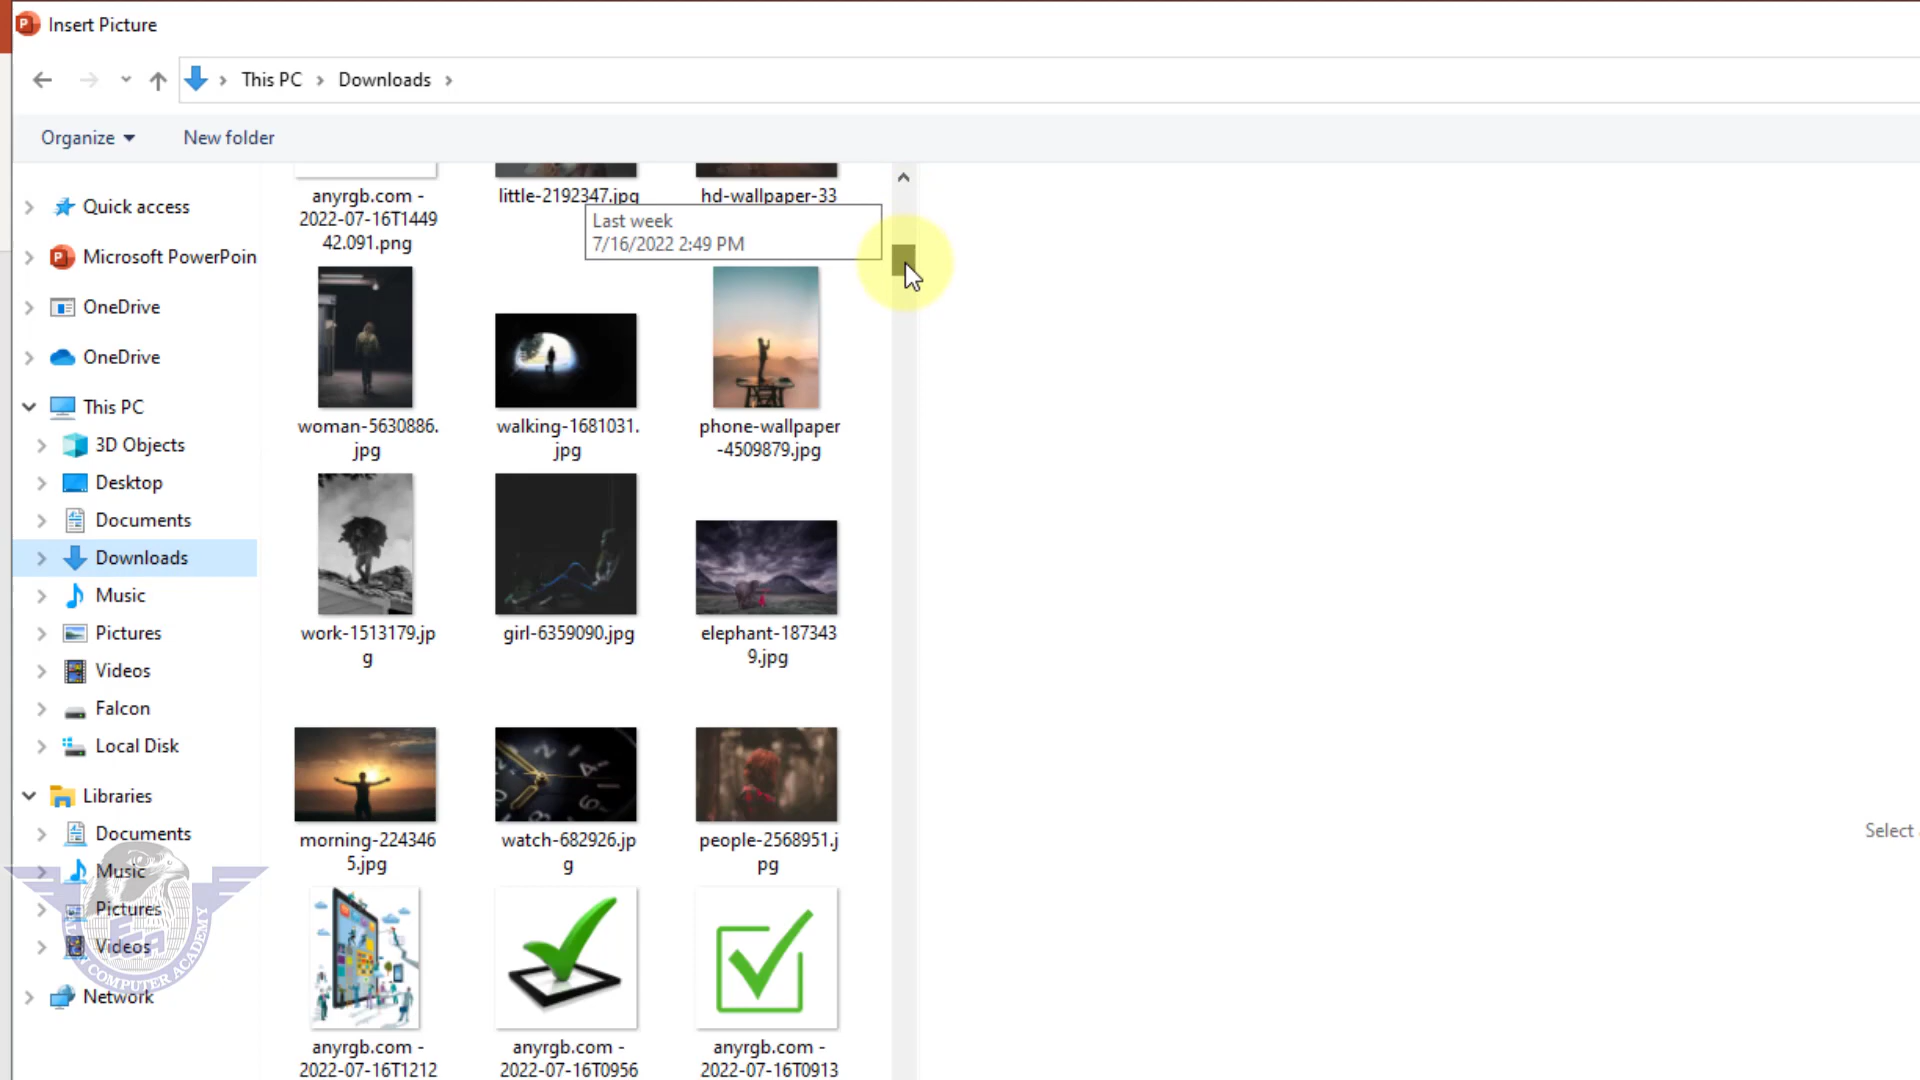 Insert Picture
This PC
Downloads
Organize
New folder
Quick access
Microsoft PowerPoin
OneDrive
OneDrive
This PC
3D Objects
Desktop
Documents
Downloads
Music
Pictures
Videos
Falcon
Local Disk
Libraries
Documents
Music
Pictures
Videos
Network
anyrgb.com -
2022-07-16T1449
42.091.png
little-2192347.jpg
hd-wallpaper-33
Last week
7/16/2022 2:49 PM
woman-5630886.
jpg
walking-1681031.
jpg
phone-wallpaper
-4509879.jpg
work-1513179.jp
g
girl-6359090.jpg
elephant-187343
9.jpg
morning-224346
5.jpg
watch-682926.jp
g
people-2568951.j
pg
anyrgb.com -
2022-07-16T1212
anyrgb.com -
2022-07-16T0956
anyrgb.com -
2022-07-16T0913
Select
COMPUTER ACADEMY